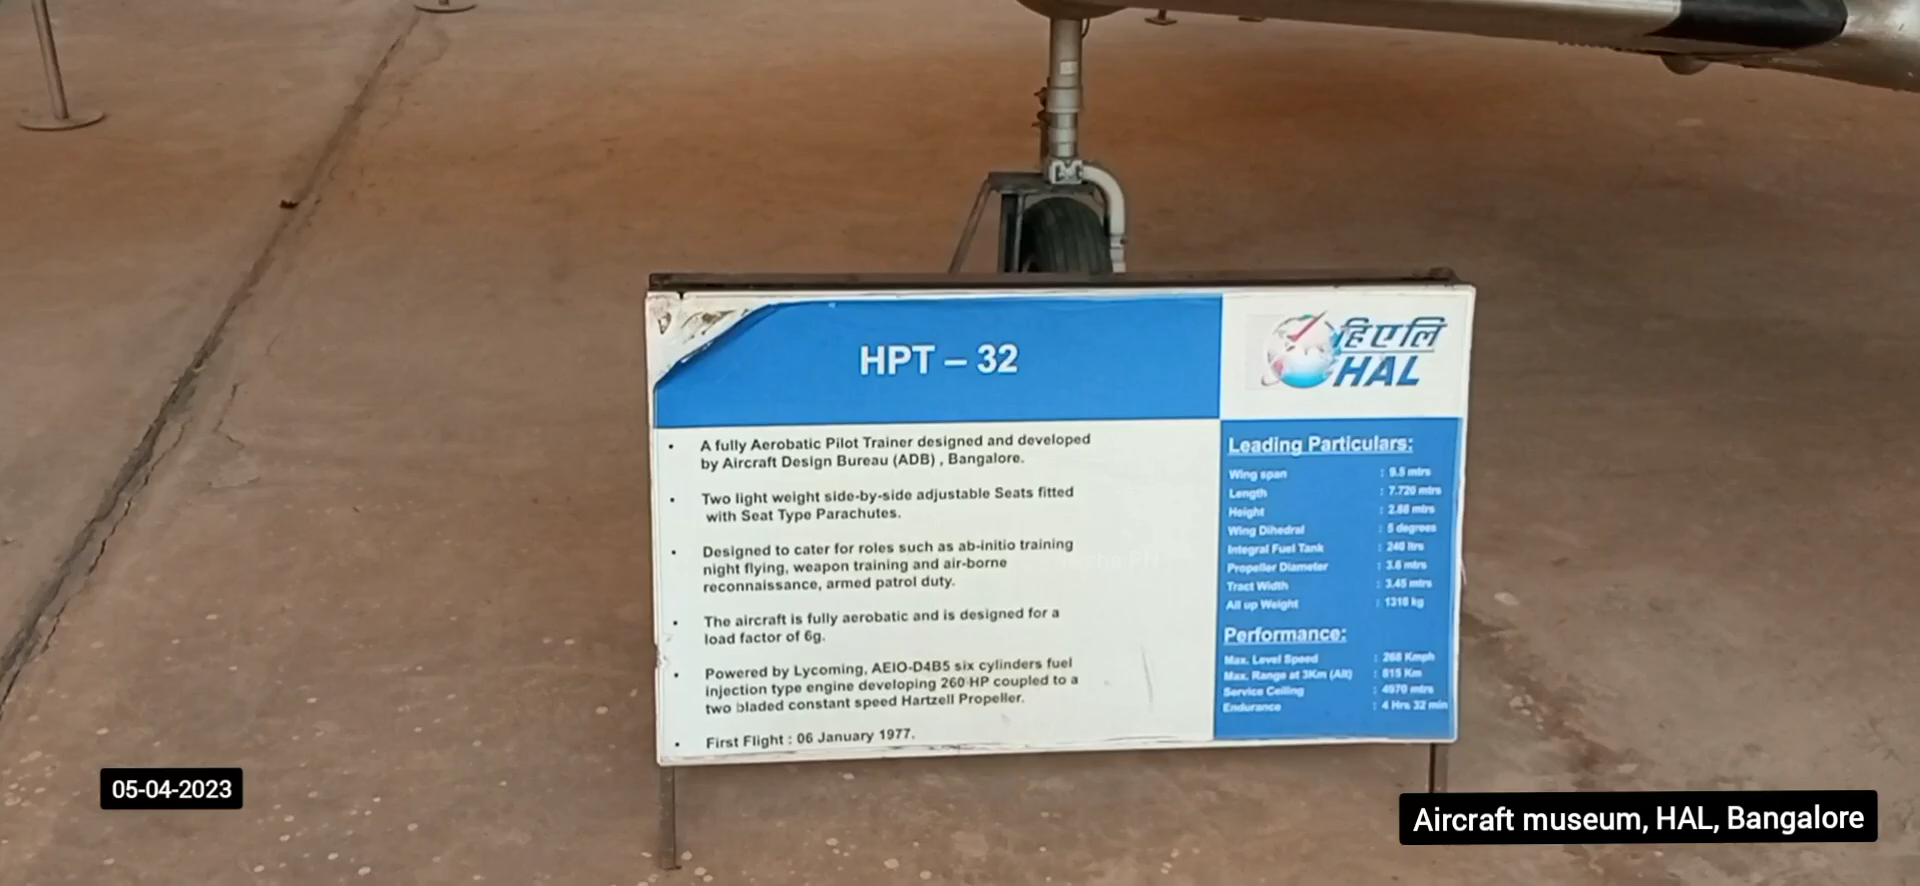 HPT – 32
हिएलि
HAL
• A fully Aerobatic Pilot Trainer designed and developed
by Aircraft Design Bureau (ADB) , Bangalore.
• Two light weight side-by-side adjustable Seats fitted
with Seat Type Parachutes.
• Designed to cater for roles such as ab-initio training
night flying, weapon training and air-borne
reconnaissance, armed patrol duty.
• The aircraft is fully aerobatic and is designed for a
load factor of 6g.
• Powered by Lycoming, AEIO-D4B5 six cylinders fuel
injection type engine developing 260 HP coupled to a
two bladed constant speed Hartzell Propeller.
• First Flight : 06 January 1977.
Leading Particulars:
Wing span : 9.5 mtrs
Length : 7.720 mtrs
Height : 2.88 mtrs
Wing Dihedral : 5 degrees
Integral Fuel Tank : 240 ltrs
Propeller Diameter : 3.6 mtrs
Tract Width : 3.45 mtrs
All up Weight : 1310 kg
Performance:
Max. Level Speed : 268 Kmph
Max. Range at 3Km (Alt) : 815 Km
Service Ceiling : 4970 mtrs
Endurance : 4 Hrs 32 min
05-04-2023
Aircraft museum, HAL, Bangalore